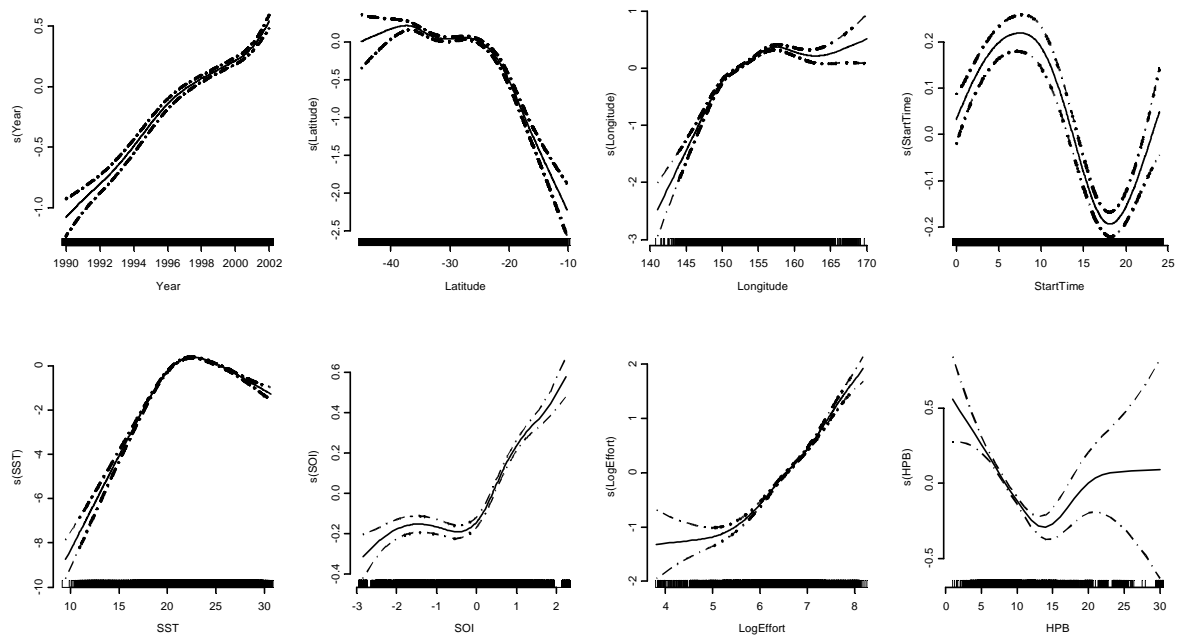 s(Year)
0.5
0.0
-0.5
-1.0
1990 1992 1994 1996 1998 2000 2002
Year
s(Latitude)
0.0
-0.5
-1.0
-1.5
-2.0
-2.5
-40 -30 -20 -10
Latitude
s(Longitude)
1
0
-1
-2
-3
140 145 150 155 160 165 170
Longitude
s(StartTime)
0.2
0.1
0.0
-0.1
-0.2
0 5 10 15 20 25
StartTime
s(SST)
0
-2
-4
-6
-8
-10
10 15 20 25 30
SST
s(SOI)
0.6
0.4
0.2
0.0
-0.2
-0.4
-3 -2 -1 0 1 2
SOI
s(LogEffort)
2
1
0
-1
-2
4 5 6 7 8
LogEffort
s(HPB)
0.5
0.0
-0.5
0 5 10 15 20 25 30
HPB